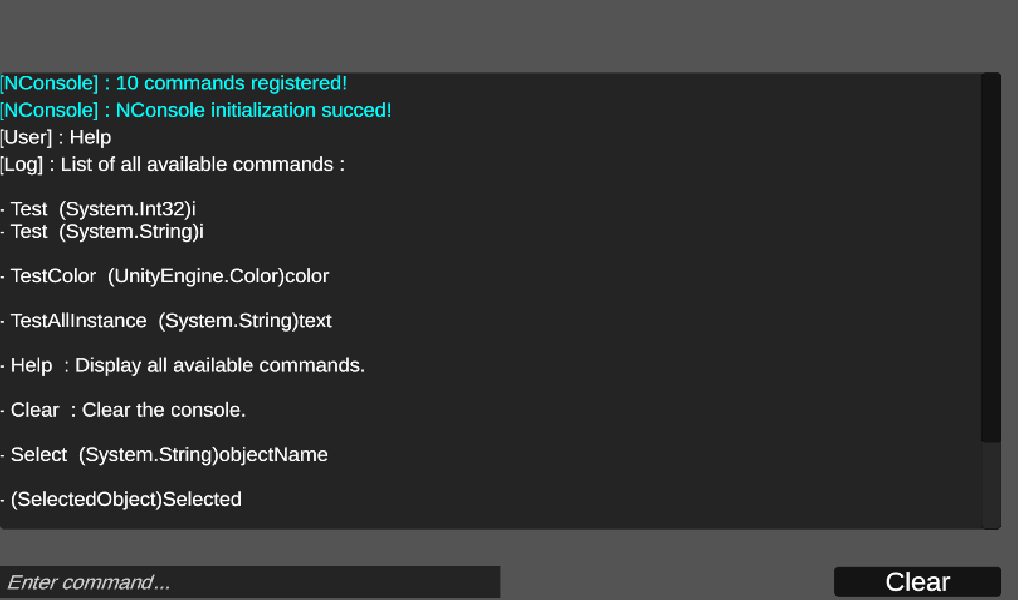 [NConsole] : 10 commands registered!
[NConsole] : NConsole initialization succed!
[User] : Help
[Log] : List of all available commands :
- Test  (System.Int32)i
- Test  (System.String)i
- TestColor  (UnityEngine.Color)color
- TestAllInstance  (System.String)text
- Help  : Display all available commands.
- Clear  : Clear the console.
- Select  (System.String)objectName
- (SelectedObject)Selected
Enter command...
Clear